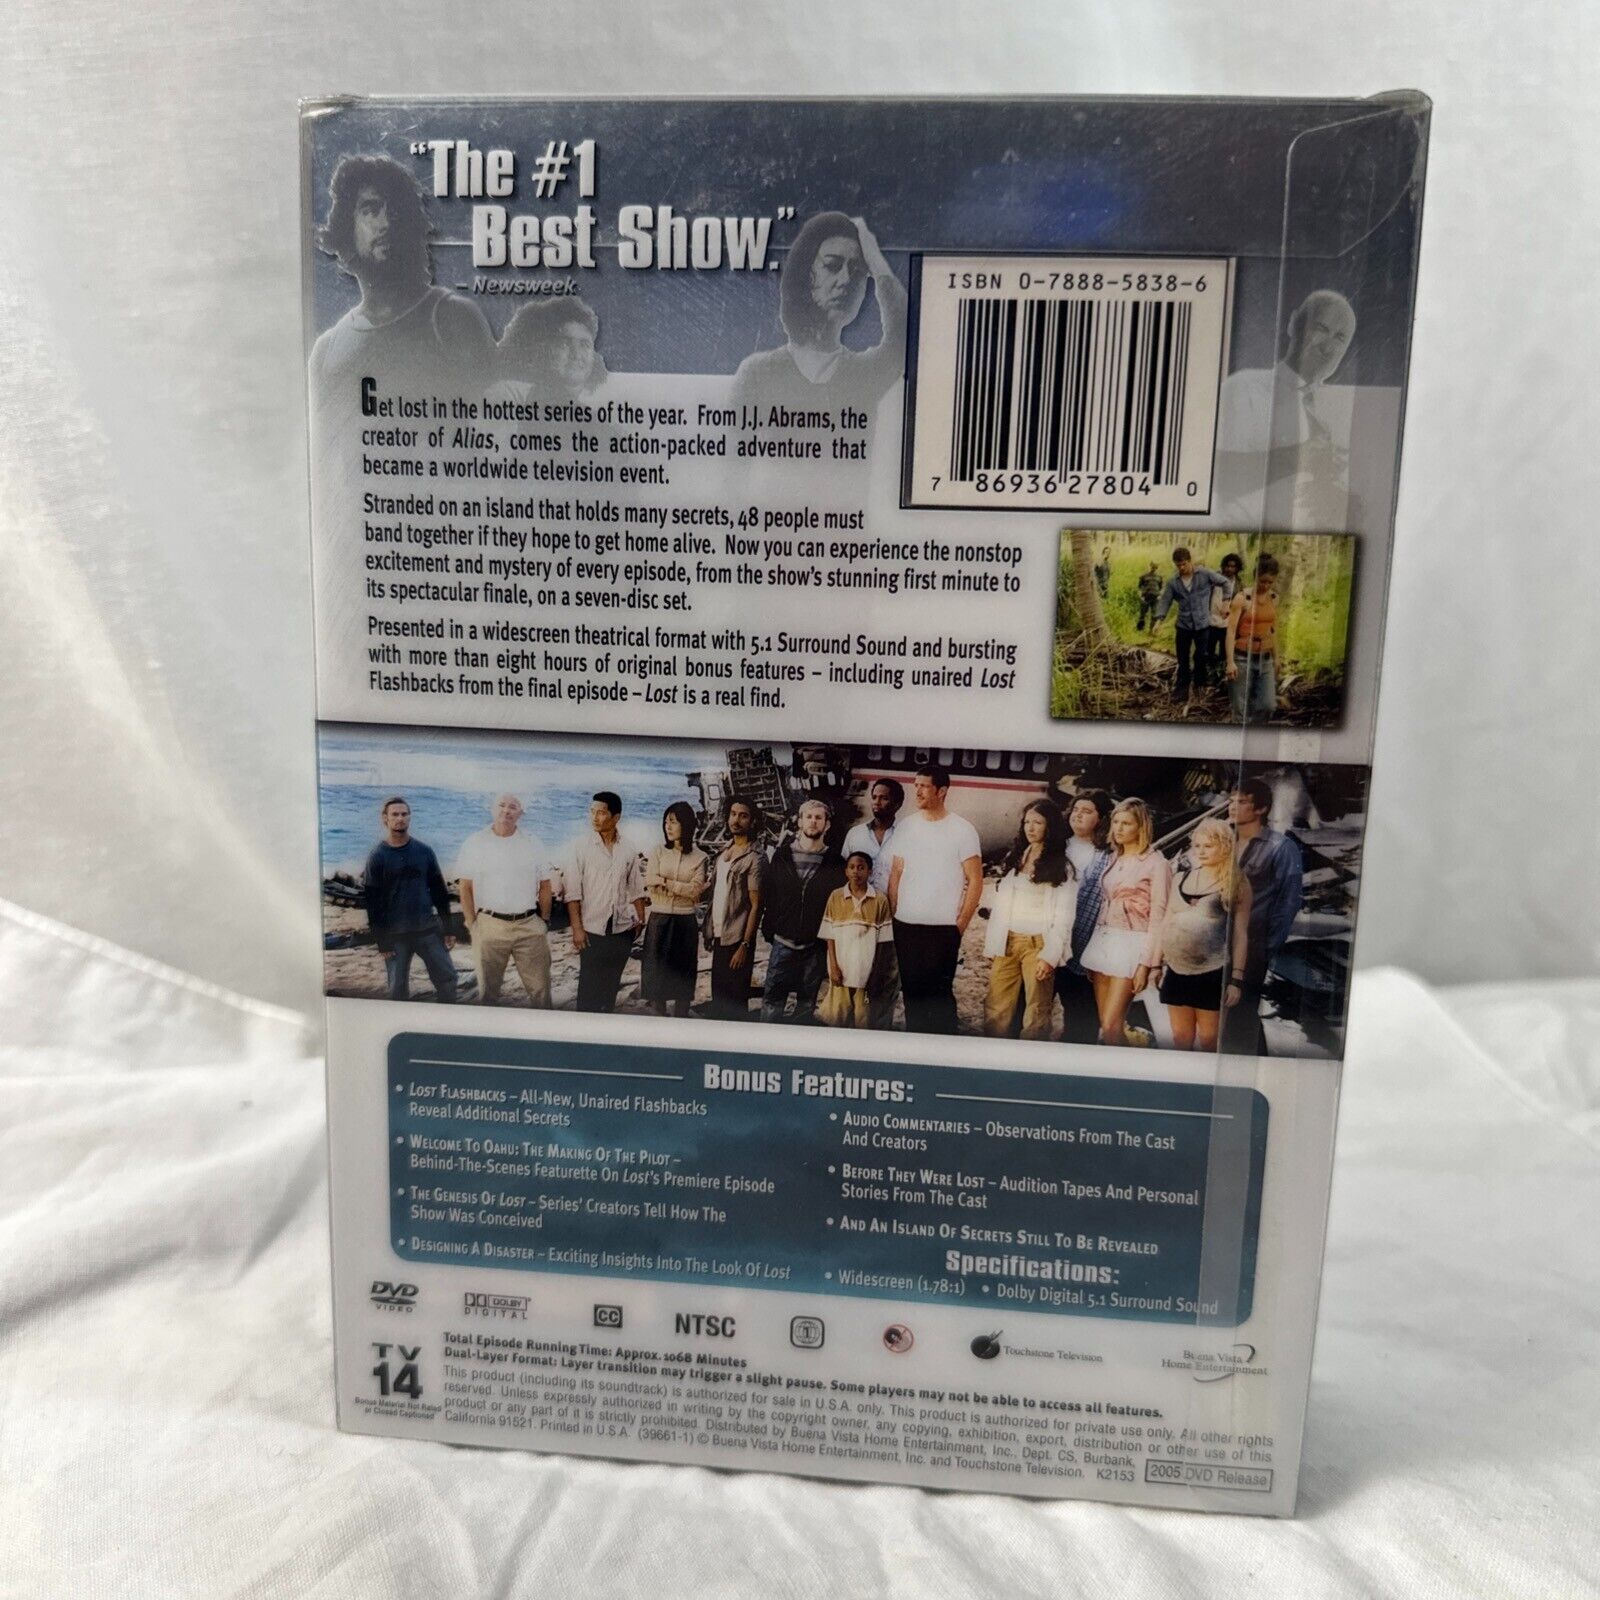 "The #1
Best Show."
– Newsweek
ISBN 0-7888-5838-6
7 86936 27804 0
Get lost in the hottest series of the year. From J.J. Abrams, the
creator of Alias, comes the action-packed adventure that
became a worldwide television event.
Stranded on an island that holds many secrets, 48 people must
band together if they hope to get home alive. Now you can experience the nonstop
excitement and mystery of every episode, from the show's stunning first minute to
its spectacular finale, on a seven-disc set.
Presented in a widescreen theatrical format with 5.1 Surround Sound and bursting
with more than eight hours of original bonus features – including unaired Lost
Flashbacks from the final episode – Lost is a real find.
Bonus Features:
• Lost Flashbacks – All-New, Unaired Flashbacks
Reveal Additional Secrets
• Welcome To Oahu: The Making Of The Pilot –
Behind-The-Scenes Featurette On Lost's Premiere Episode
• The Genesis Of Lost – Series' Creators Tell How The
Show Was Conceived
• Designing A Disaster – Exciting Insights Into The Look Of Lost
• Audio Commentaries – Observations From The Cast
And Creators
• Before They Were Lost – Audition Tapes And Personal
Stories From The Cast
• And An Island Of Secrets Still To Be Revealed
Specifications:
• Widescreen (1.78:1) • Dolby Digital 5.1 Surround Sound
DVD VIDEO
DOLBY DIGITAL
CC
NTSC
1
Touchstone Television
Buena Vista
Home Entertainment
TV
14
Bonus Material Not Rated
or Closed Captioned
Total Episode Running Time: Approx. 1068 Minutes
Dual-Layer Format: Layer transition may trigger a slight pause. Some players may not be able to access all features.
This product (including its soundtrack) is authorized for sale in U.S.A. only. This product is authorized for private use only. All other rights
reserved. Unless expressly authorized in writing by the copyright owner, any copying, exhibition, export, distribution or other use of this
product or any part of it is strictly prohibited. Distributed by Buena Vista Home Entertainment, Inc., Dept. CS, Burbank,
California 91521. Printed in U.S.A. (39661-1) © Buena Vista Home Entertainment, Inc. and Touchstone Television. K2153
2005 DVD Release